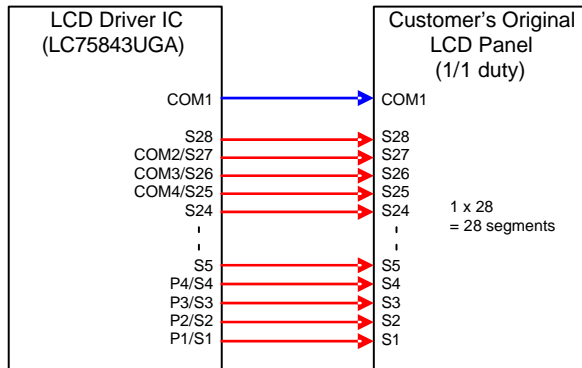 LCD Driver IC
(LC75843UGA)
COM1
S28
COM2/S27
COM3/S26
COM4/S25
S24
S5
P4/S4
P3/S3
P2/S2
P1/S1
Customer's Original
LCD Panel
(1/1 duty)
COM1
S28
S27
S26
S25
S24
S5
S4
S3
S2
S1
1 x 28
= 28 segments